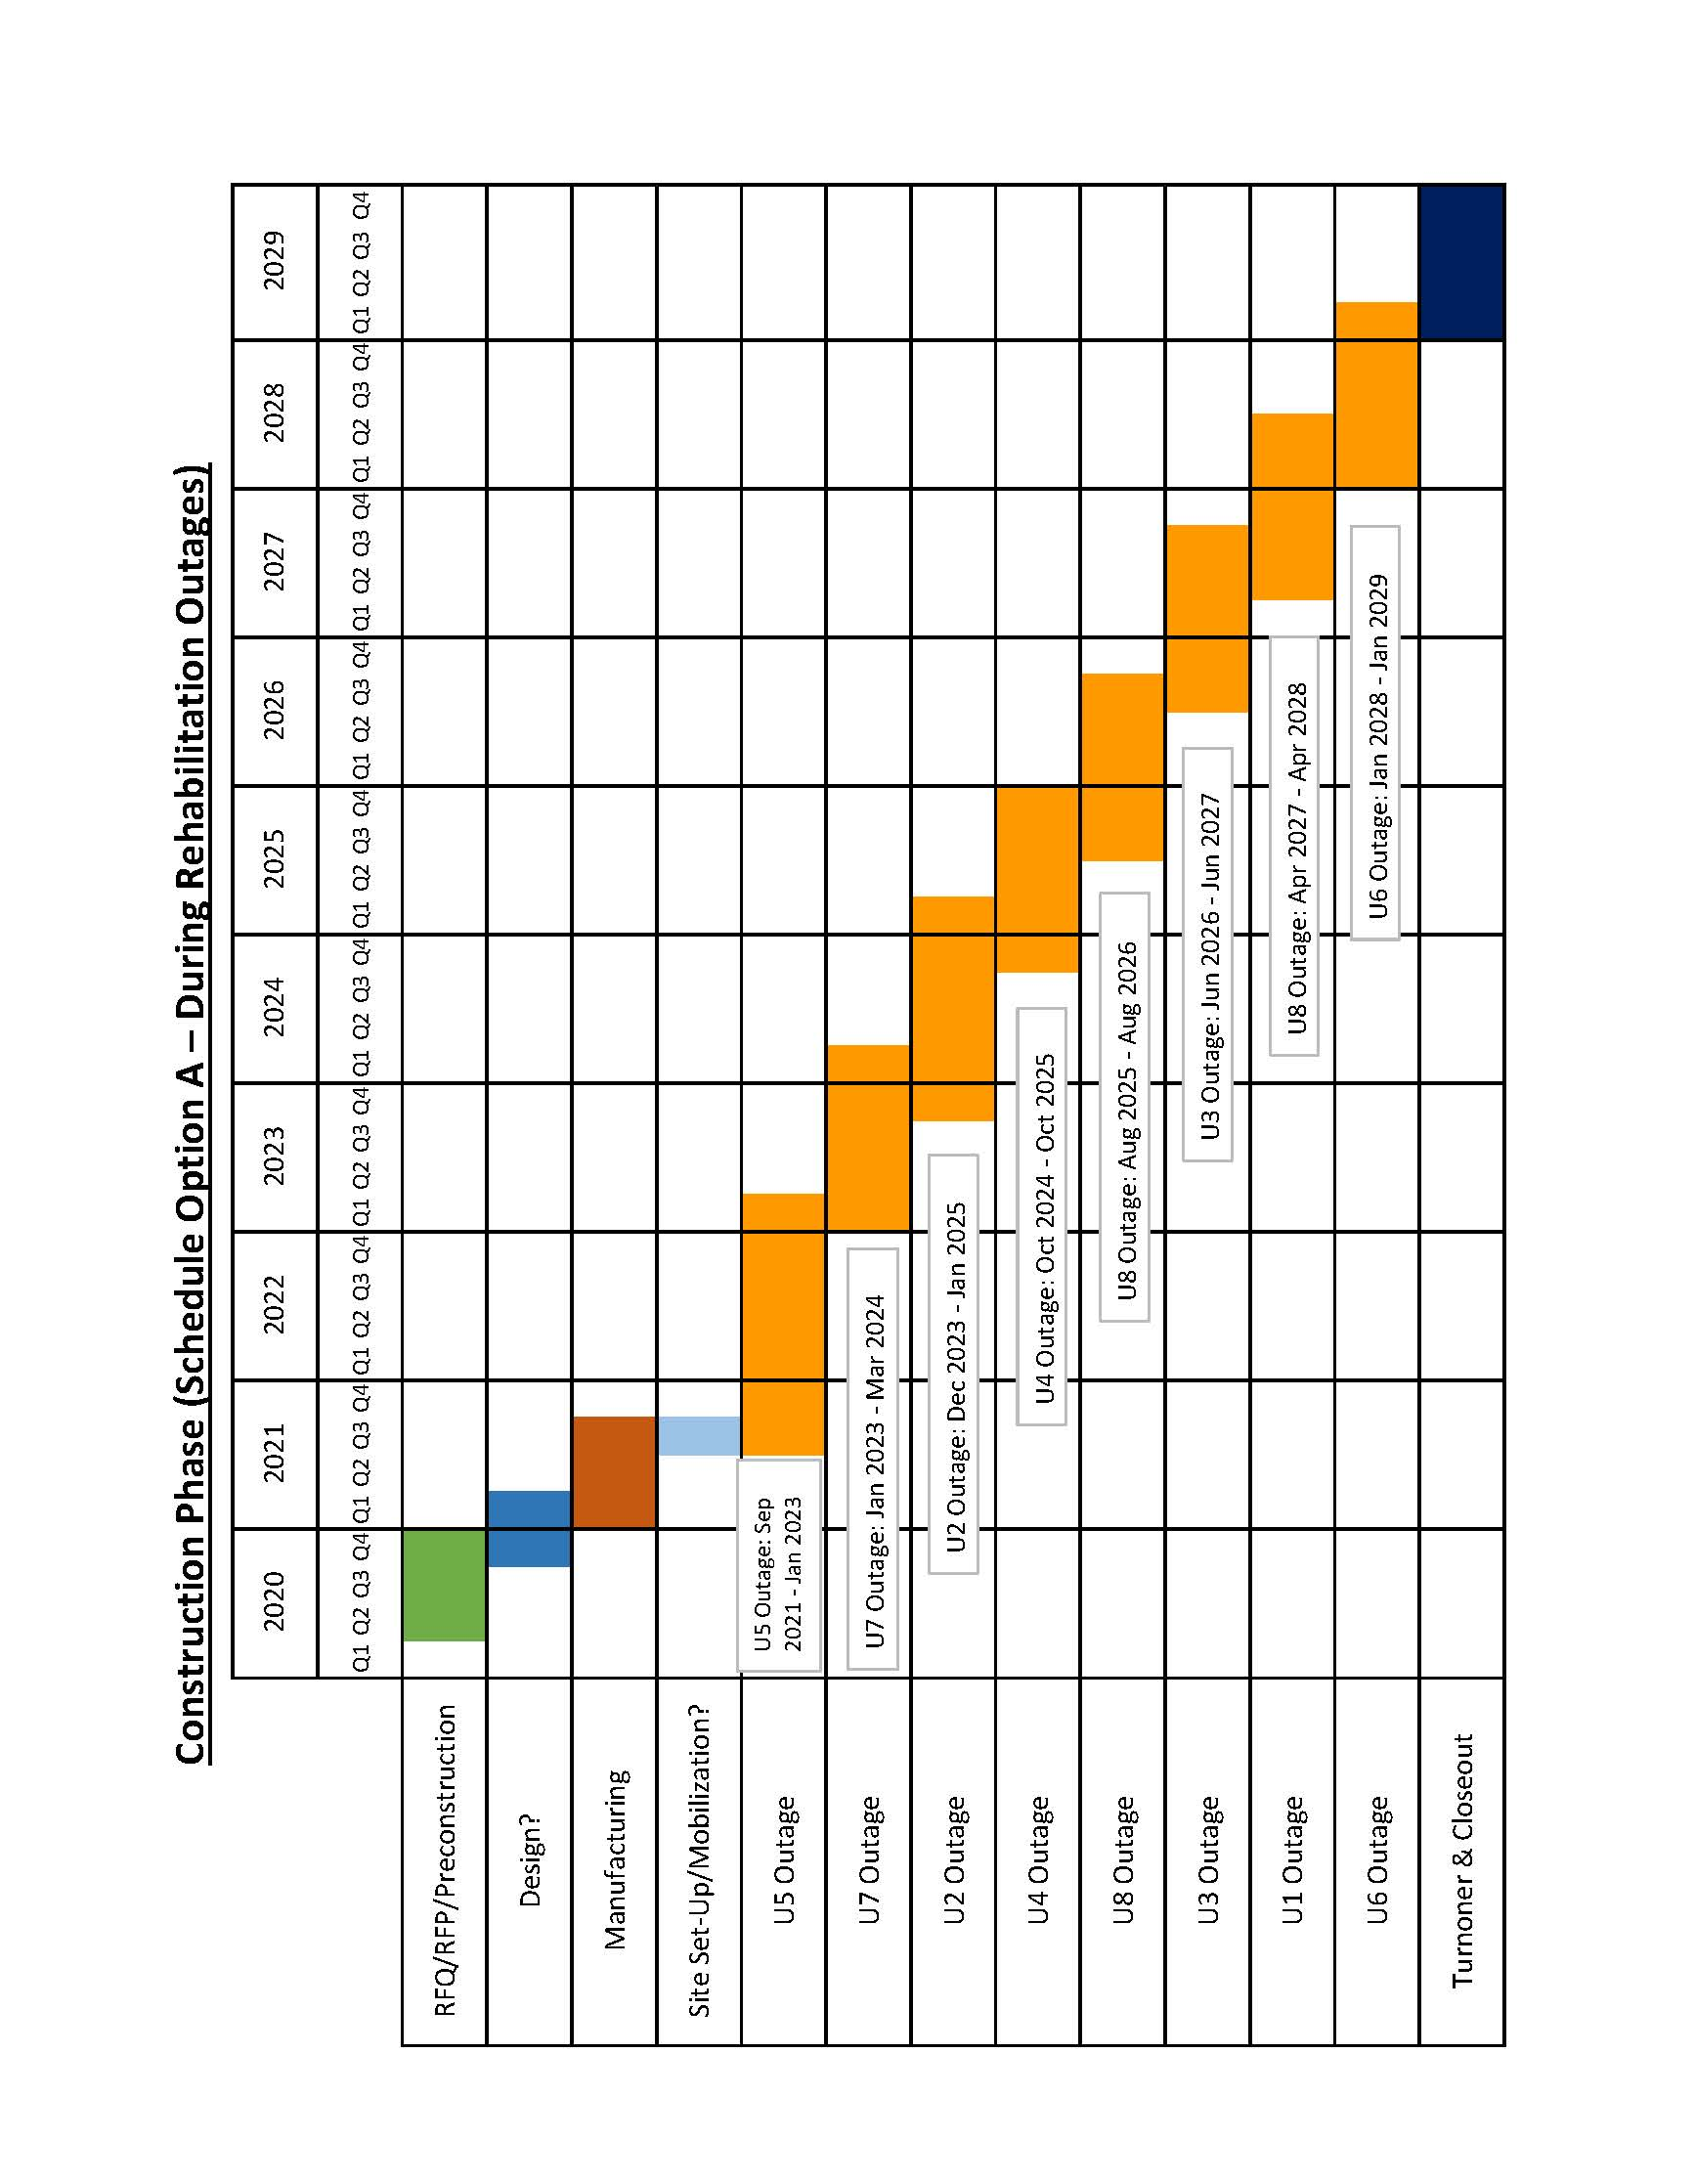 Construction Phase (Schedule Option A – During Rehabilitation Outages)
2020 2021 2022 2023 2024 2025 2026 2027 2028 2029
Q1 Q2 Q3 Q4 Q1 Q2 Q3 Q4 Q1 Q2 Q3 Q4 Q1 Q2 Q3 Q4 Q1 Q2 Q3 Q4 Q1 Q2 Q3 Q4 Q1 Q2 Q3 Q4 Q1 Q2 Q3 Q4 Q1 Q2 Q3 Q4 Q1 Q2 Q3 Q4
RFQ/RFP/Preconstruction
Design?
Manufacturing
Site Set-Up/Mobilization?
U5 Outage
U5 Outage: Sep
2021 - Jan 2023
U7 Outage
U7 Outage: Jan 2023 - Mar 2024
U2 Outage
U2 Outage: Dec 2023 - Jan 2025
U4 Outage
U4 Outage: Oct 2024 - Oct 2025
U8 Outage
U8 Outage: Aug 2025 - Aug 2026
U3 Outage
U3 Outage: Jun 2026 - Jun 2027
U1 Outage
U8 Outage: Apr 2027 - Apr 2028
U6 Outage
U6 Outage: Jan 2028 - Jan 2029
Turnoner & Closeout